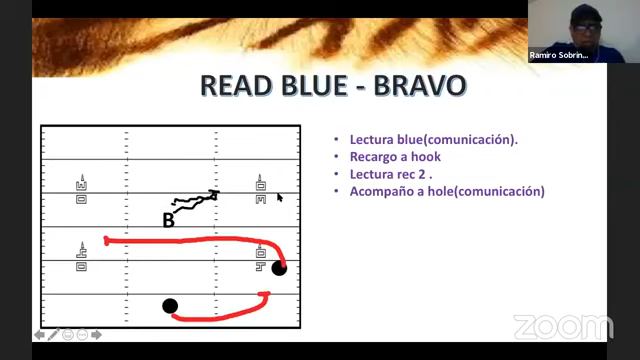 Ramiro Sobrin...
READ BLUE - BRAVO
• Lectura blue(comunicación).
• Recargo a hook
• Lectura rec 2 .
• Acompaño a hole(comunicación)
B
zoom